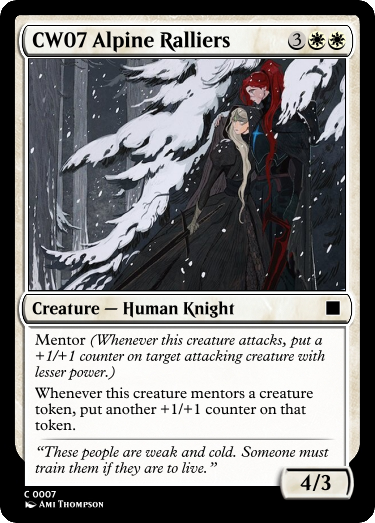 CW07 Alpine Ralliers 3
Creature — Human Knight
Mentor (Whenever this creature attacks, put a
+1/+1 counter on target attacking creature with
lesser power.)
Whenever this creature mentors a creature
token, put another +1/+1 counter on that
token.
“These people are weak and cold. Someone must
train them if they are to live.”
4/3
C 0007
Ami Thompson